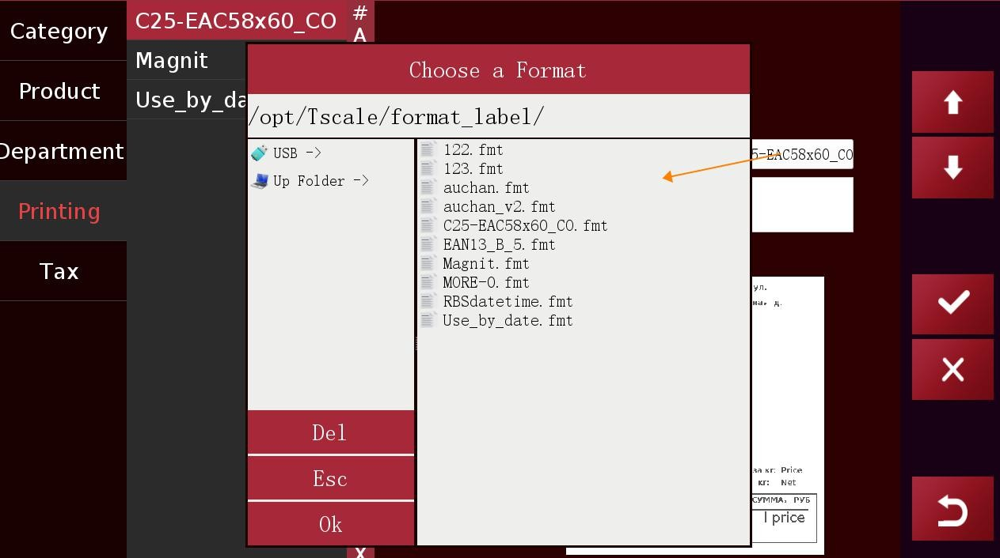 Category
Product
Department
Printing
Tax
C25-EAC58x60_CO
Magnit
Use_by_da
#
A
X
Choose a Format
/opt/Tscale/format_label/
USB ->
Up Folder ->
122.fmt
123.fmt
auchan.fmt
auchan_v2.fmt
C25-EAC58x60_CO.fmt
EAN13_B_5.fmt
Magnit.fmt
MORE-O.fmt
RBSdatetime.fmt
Use_by_date.fmt
Del
Esc
Ok
5-EAC58x60_CO
ул.
на, д.
за кг: Price
кг: Net
СУММА, РУБ
l price